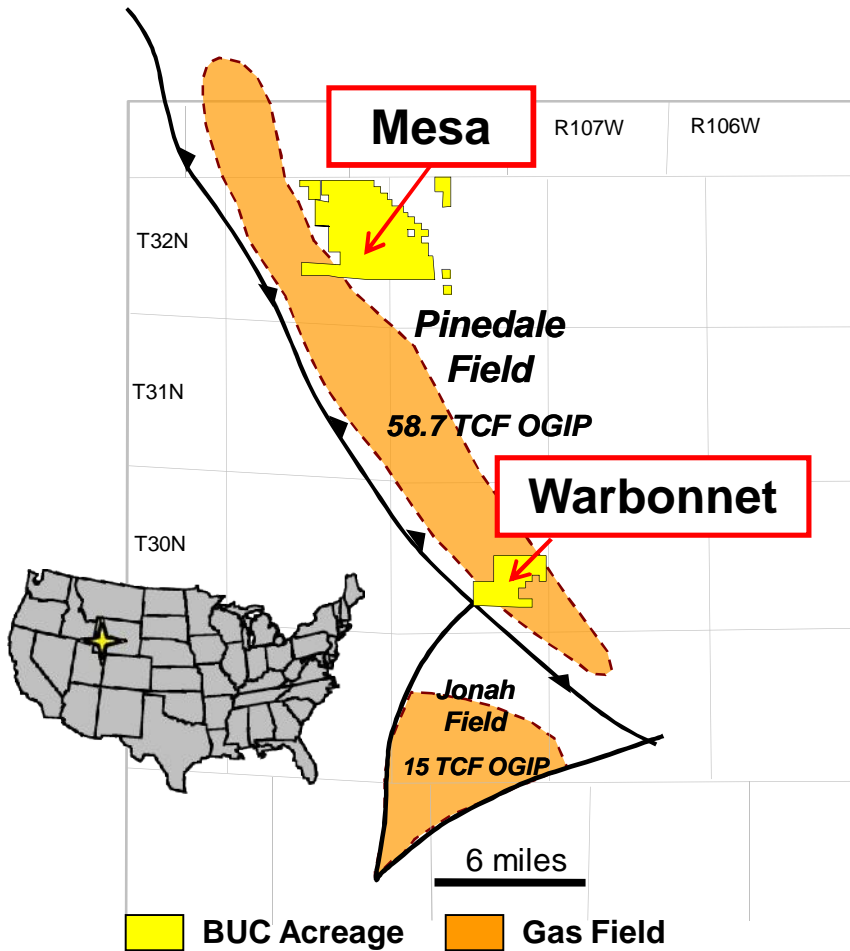 Mesa
R107W
R106W
T32N
Pinedale
Field
T31N
58.7 TCF OGIP
Warbonnet
T30N
Jonah
Field
15 TCF OGIP
6 miles
BUC Acreage
Gas Field